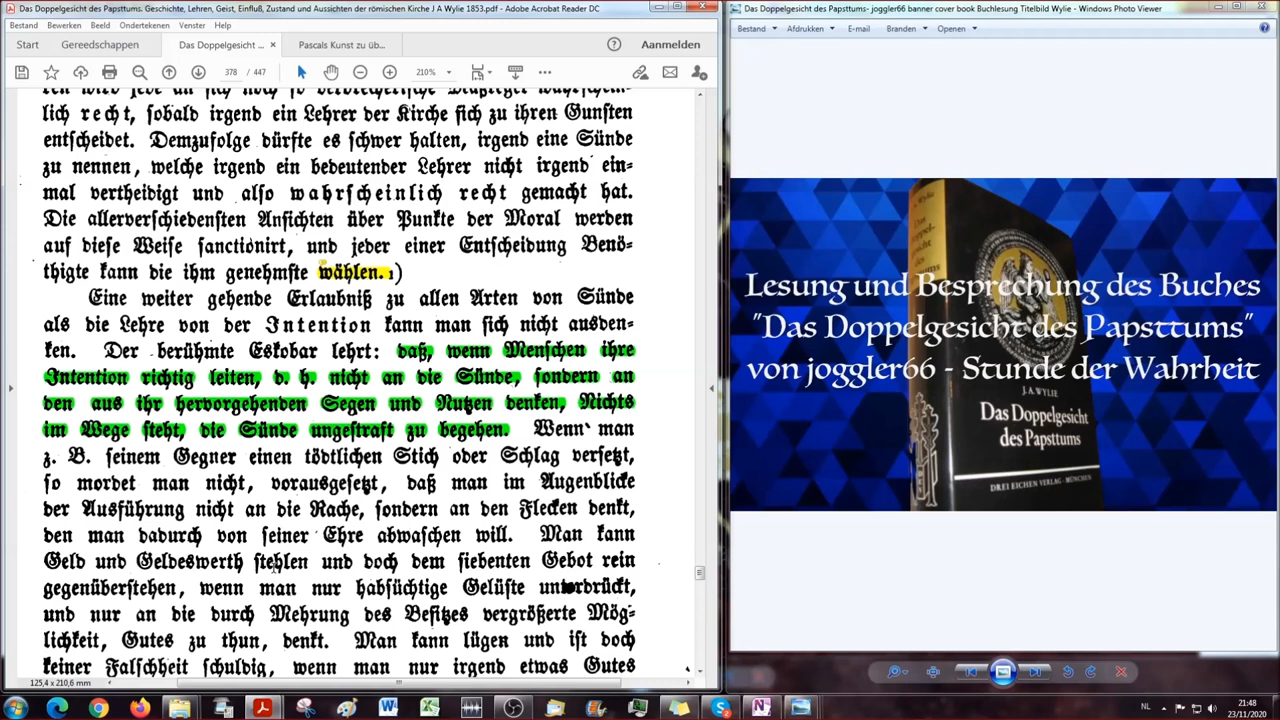 Das Doppelgesicht des Papsttums. Geschichte, Lehren, Geist, Einfluß, Zustand und Aussichten der römischen Kirche J A Wylie 1853.pdf - Adobe Acrobat Reader DC
Bestand Bewerken Beeld Ondertekenen Venster Help
Start Gereedschappen Das Doppelgesicht ... × Pascals Kunst zu üb... Anmelden
378 / 447 210%
lich recht, sobald irgend ein Lehrer der Kirche sich zu ihren Gunsten
entscheidet. Demzufolge dürfte es schwer halten, irgend eine Sünde
zu nennen, welche irgend ein bedeutender Lehrer nicht irgend ein-
mal vertheidigt und also wahrscheinlich recht gemacht hat.
Die allerverschiedensten Ansichten über Punkte der Moral werden
auf diese Weise sanctionirt, und jeder einer Entscheidung Benö-
thigte kann die ihm genehmste wählen. 1)
Eine weiter gehende Erlaubniß zu allen Arten von Sünde
als die Lehre von der Intention kann man sich nicht ausden-
ken. Der berühmte Eskobar lehrt: daß, wenn Menschen ihre
Intention richtig leiten, d. h. nicht an die Sünde, sondern an
den aus ihr hervorgehenden Segen und Nutzen denken, Nichts
im Wege steht, die Sünde ungestraft zu begehen. Wenn man
z. B. seinem Gegner einen tödtlichen Stich oder Schlag versetzt,
so mordet man nicht, vorausgesetzt, daß man im Augenblicke
der Ausführung nicht an die Rache, sondern an den Flecken denkt,
den man dadurch von seiner Ehre abwaschen will. Man kann
Geld und Geldeswerth stehlen und doch dem siebenten Gebot rein
gegenüberstehen, wenn man nur habsüchtige Gelüste unterdrückt,
und nur an die durch Mehrung des Besitzes vergrößerte Mög-
lichkeit, Gutes zu thun, denkt. Man kann lügen und ist doch
keiner Falschheit schuldig, wenn man nur irgend etwas Gutes
125,4 x 210,6 mm
Das Doppelgesicht des Papsttums- joggler66 banner cover book Buchlesung Titelbild Wylie - Windows Photo Viewer
Bestand Afdrukken E-mail Branden Openen
Lesung und Besprechung des Buches
"Das Doppelgesicht des Papsttums"
von joggler66 - Stunde der Wahrheit
J.A.WYLIE
Das Doppelgesicht
des Papsttums
DREI EICHEN VERLAG · MÜNCHEN
NL 21:48
23/11/2020